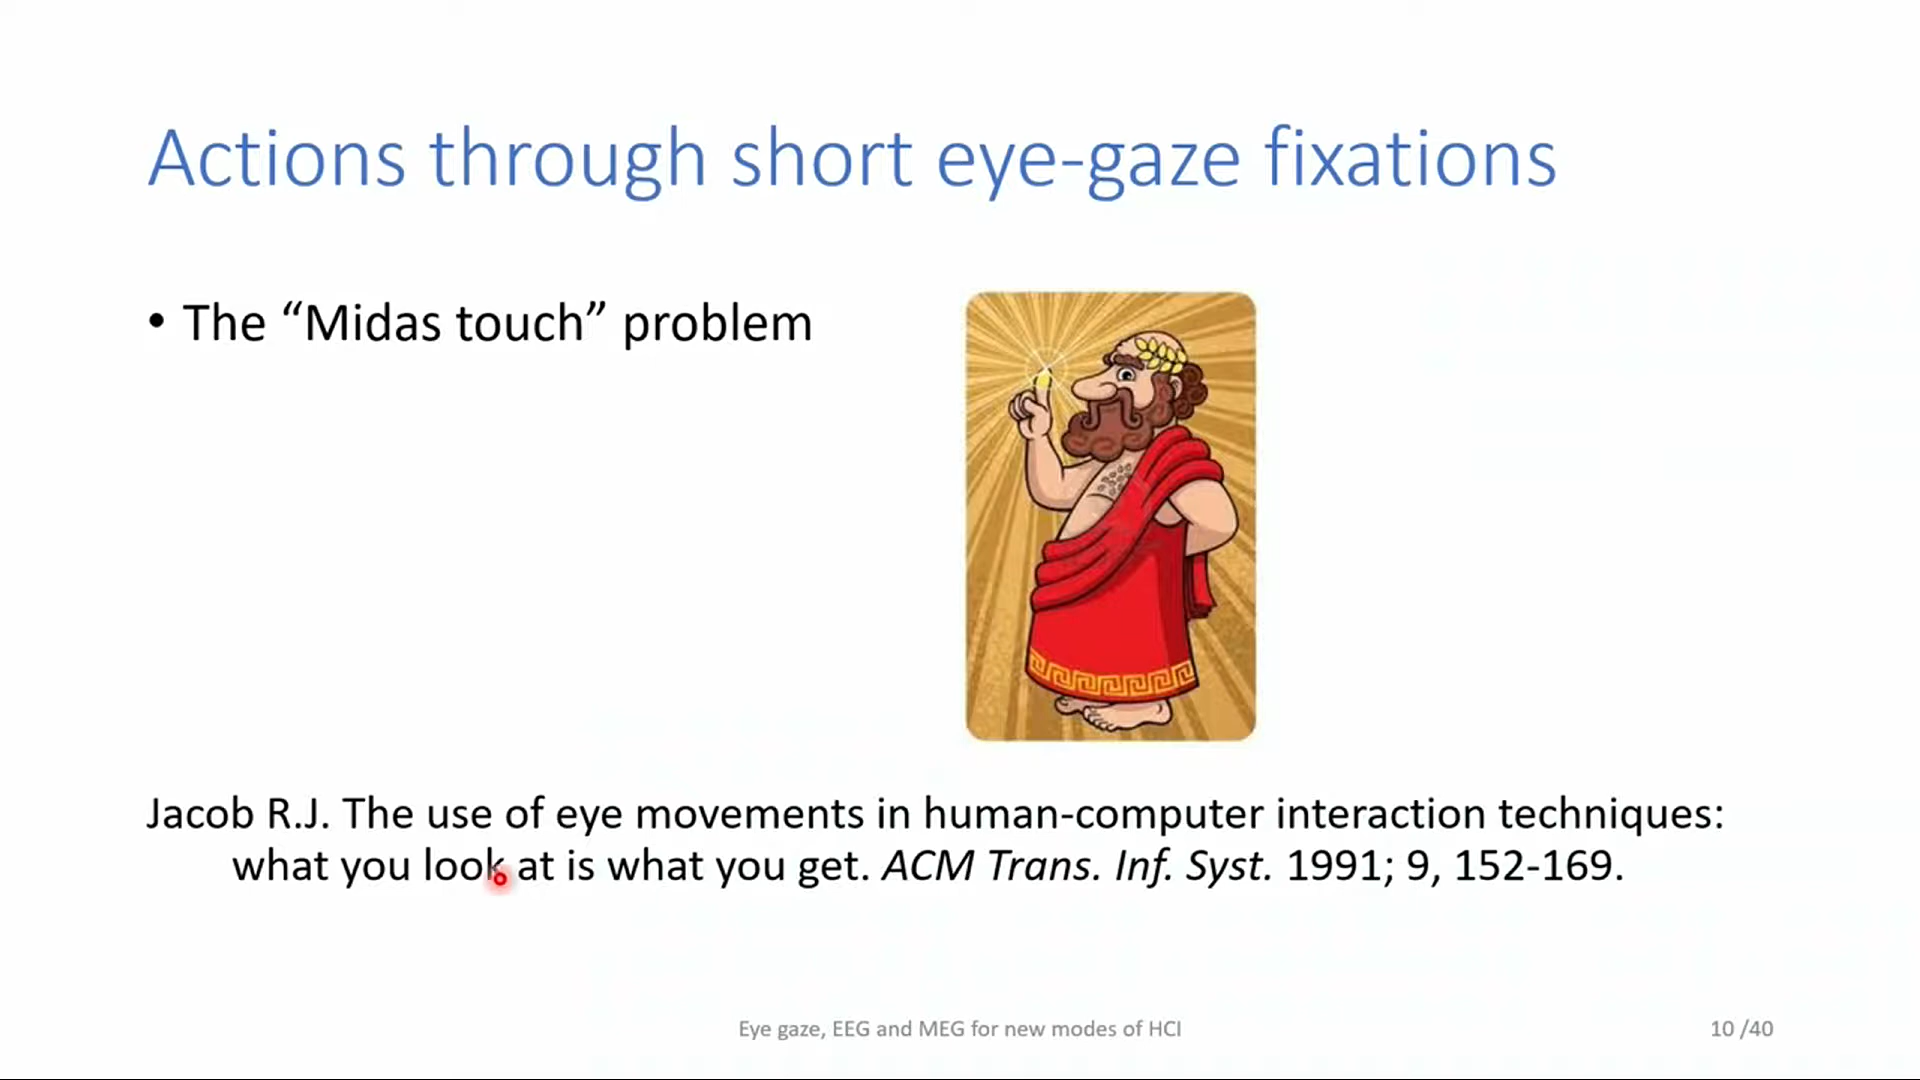 Actions through short eye-gaze fixations
• The “Midas touch” problem
Jacob R.J. The use of eye movements in human-computer interaction techniques:
what you look at is what you get. ACM Trans. Inf. Syst. 1991; 9, 152-169.
Eye gaze, EEG and MEG for new modes of HCI
10 /40